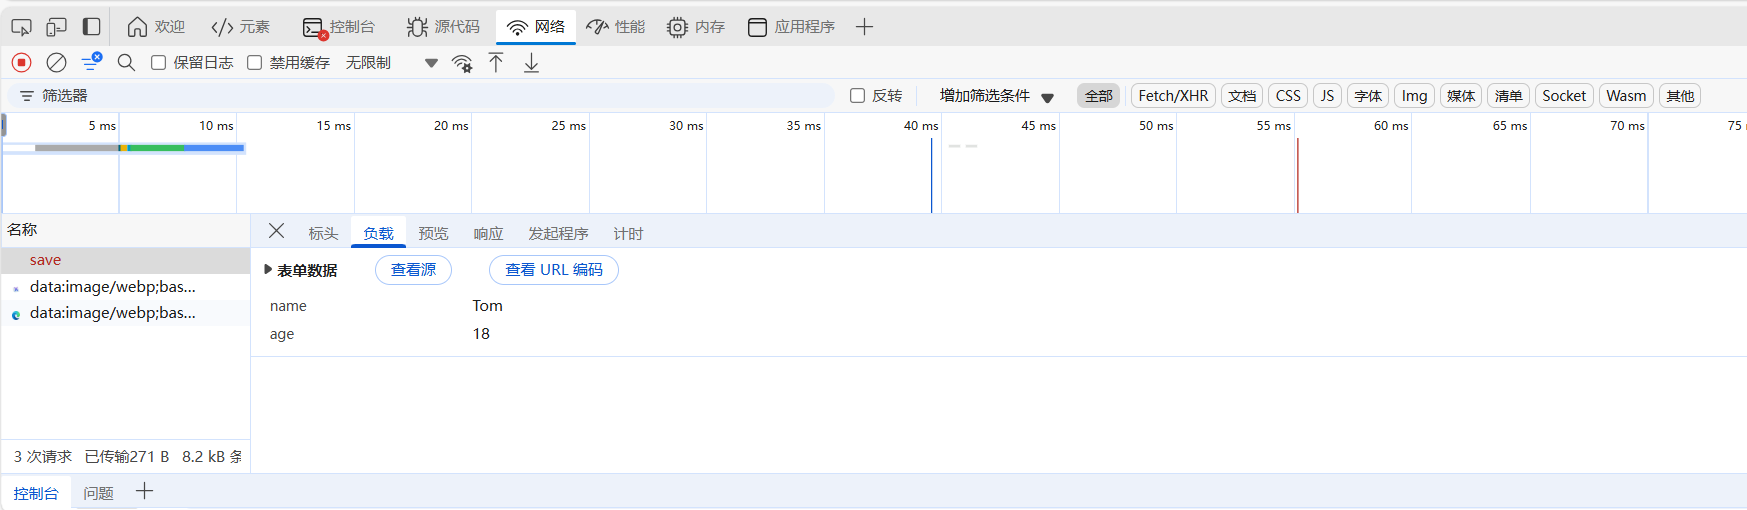 欢迎 元素 控制台 源代码 网络 性能 内存 应用程序
保留日志 禁用缓存 无限制
筛选器 反转 增加筛选条件 全部 Fetch/XHR 文档 CSS JS 字体 Img 媒体 清单 Socket Wasm 其他
5 ms 10 ms 15 ms 20 ms 25 ms 30 ms 35 ms 40 ms 45 ms 50 ms 55 ms 60 ms 65 ms 70 ms 75
名称 标头 负载 预览 响应 发起程序 计时
save
表单数据 查看源 查看 URL 编码
data:image/webp;bas...
name Tom
data:image/webp;bas...
age 18
3 次请求 已传输271 B 8.2 kB 条
控制台 问题